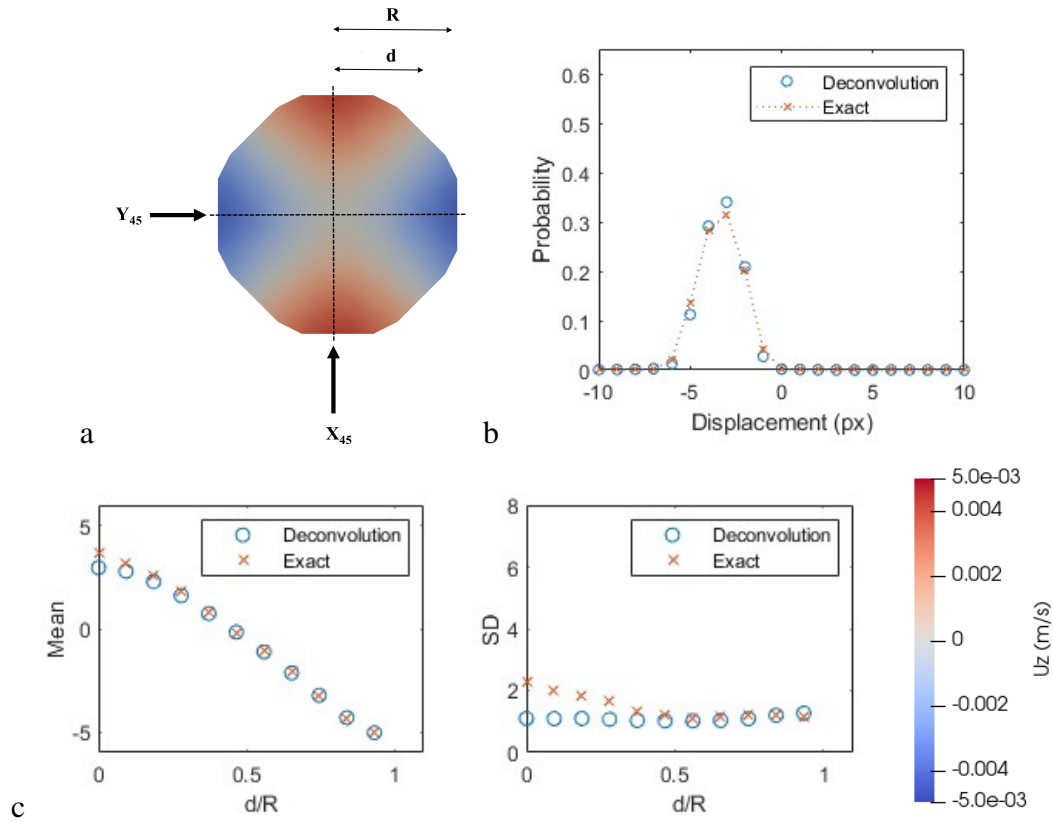 R
d
Y45
X45
a
Deconvolution
Exact
0.6
0.5
0.4
0.3
0.2
0.1
0
Probability
-10
-5
0
5
10
Displacement (px)
b
Deconvolution
Exact
5
0
-5
Mean
0
0.5
1
d/R
Deconvolution
Exact
8
6
4
2
0
SD
0
0.5
1
d/R
5.0e-03
0.004
0.002
0
-0.002
-0.004
-5.0e-03
Uz (m/s)
c